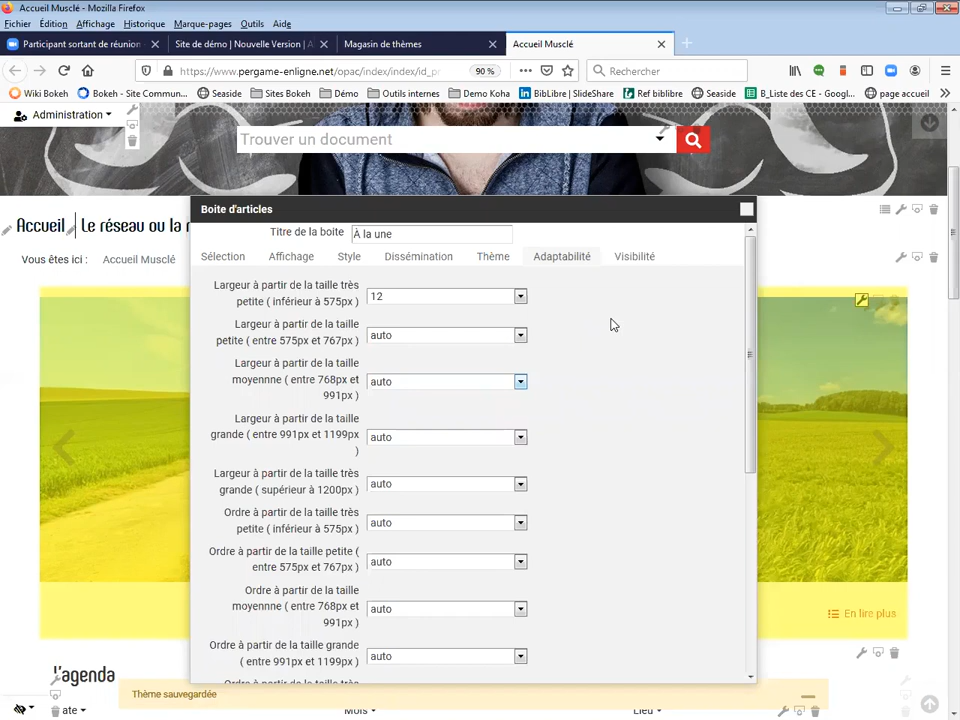 Accueil Musclé - Mozilla Firefox
Fichier Édition Affichage Historique Marque-pages Outils Aide
Participant sortant de réunion
Site de démo | Nouvelle Version | A
Magasin de thèmes
Accueil Musclé
https://www.pergame-enligne.net/opac/index/index/id_p
90 %
Rechercher
Wiki Bokeh
Bokeh - Site Commun...
Seaside
Sites Bokeh
Démo
Outils internes
Demo Koha
BibLibre | SlideShare
Ref biblibre
Seaside
B_Liste des CE - Googl...
page accueil
Administration
Trouver un document
Boite d'articles
Accueil Le réseau ou la
Titre de la boite À la une
Vous êtes ici : Accueil Musclé
Sélection Affichage Style Dissémination Thème Adaptabilité Visibilité
Largeur à partir de la taille très
petite ( inférieur à 575px )
12
Largeur à partir de la taille
petite ( entre 575px et 767px )
auto
Largeur à partir de la taille
moyennne ( entre 768px et
991px )
auto
Largeur à partir de la taille
grande ( entre 991px et 1199px
)
auto
Largeur à partir de la taille très
grande ( supérieur à 1200px )
auto
Ordre à partir de la taille très
petite ( inférieur à 575px )
auto
Ordre à partir de la taille petite (
entre 575px et 767px )
auto
Ordre à partir de la taille
moyennne ( entre 768px et
991px )
auto
Ordre à partir de la taille grande
( entre 991px et 1199px )
auto
En lire plus
l'agenda
Thème sauvegardée
ate
Mois
Lieu